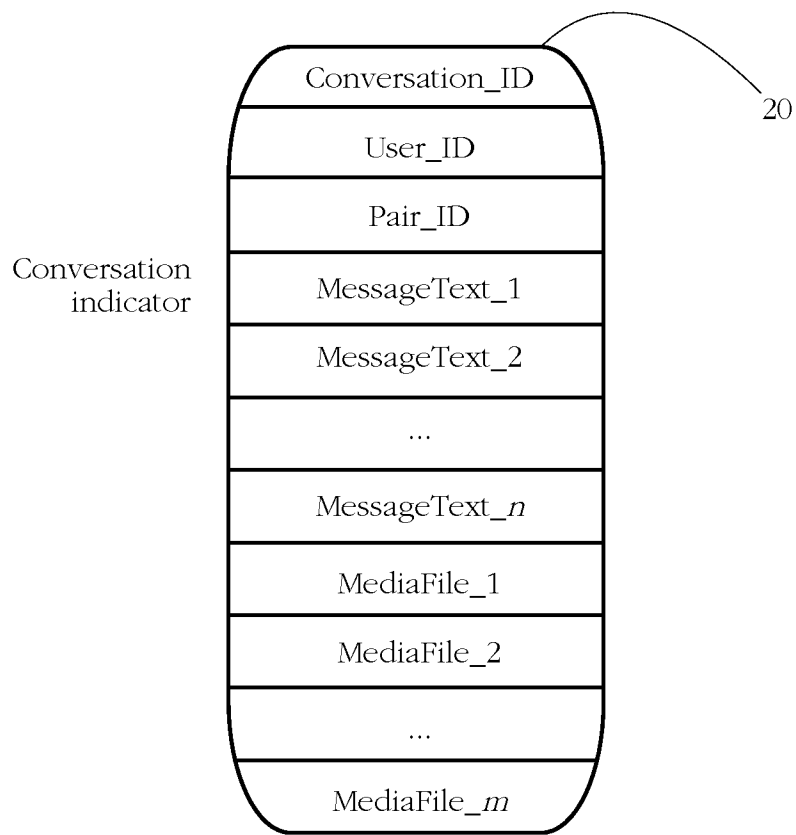 Conversation_ID
20
User_ID
Pair_ID
Conversation
indicator
MessageText_1
MessageText_2
...
MessageText_n
MediaFile_1
MediaFile_2
...
MediaFile_m